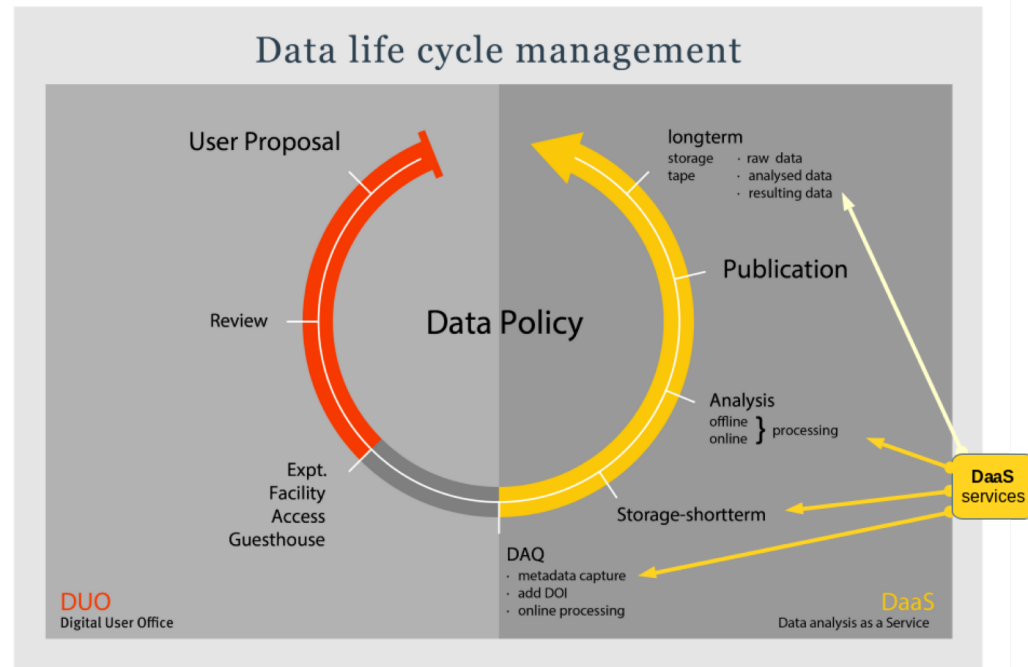 Data life cycle management
User Proposal
Review
Expt.
Facility
Access
Guesthouse
DUO
Digital User Office
Data Policy
longterm
storage · raw data
tape · analysed data
· resulting data
Publication
Analysis
offline
online } processing
Storage-shortterm
DAQ
· metadata capture
· add DOI
· online processing
DaaS
Data analysis as a Service
DaaS
services